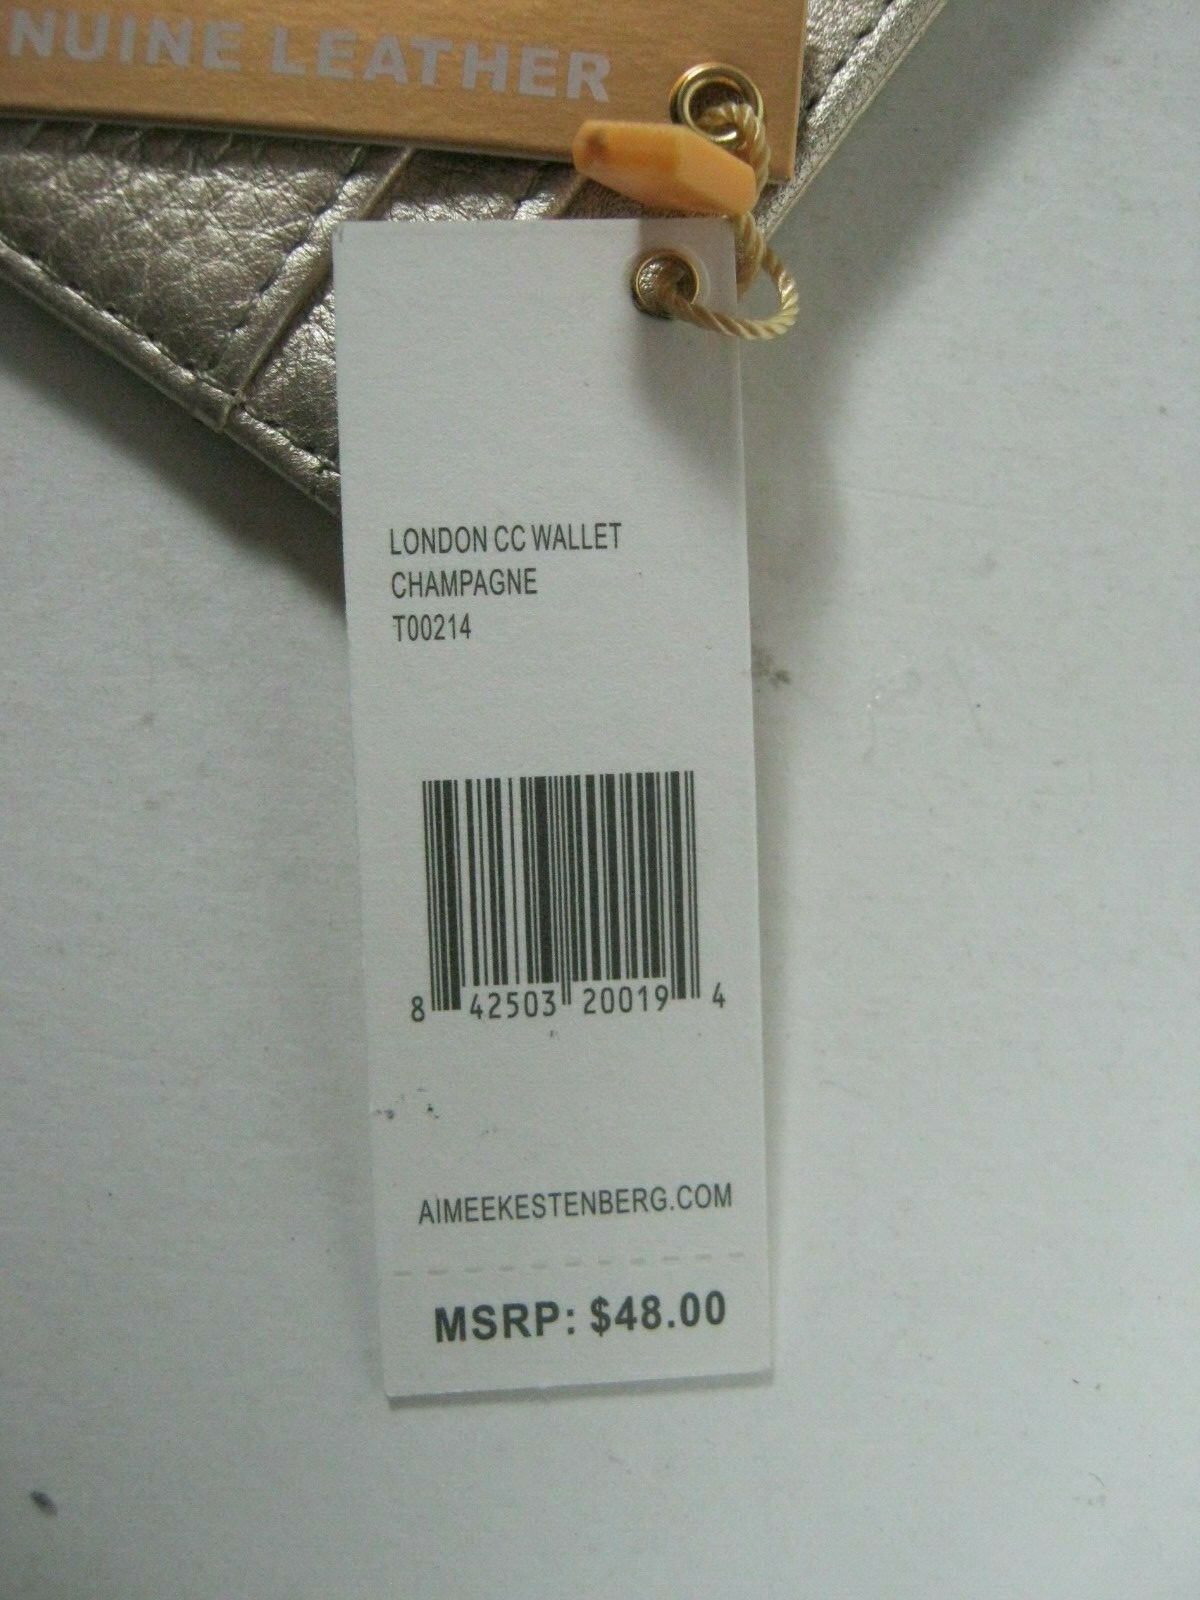 NUINE LEATHER
LONDON CC WALLET
CHAMPAGNE
T00214
8 42503 20019 4
AIMEEKESTENBERG.COM
MSRP: $48.00